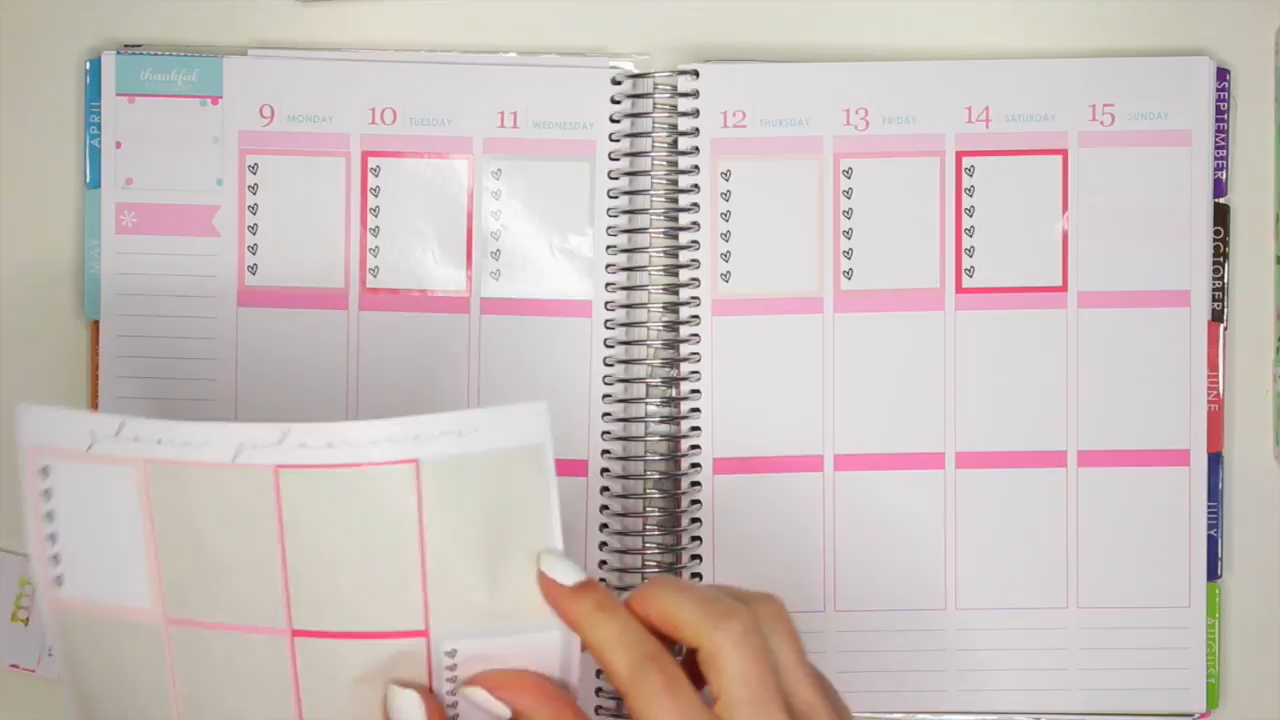 thankful
9 MONDAY
10 TUESDAY
11 WEDNESDAY
12 THURSDAY
13 FRIDAY
14 SATURDAY
15 SUNDAY
APRIL
MAY
SEPTEMBER
OCTOBER
JUNE
JULY
AUGUST